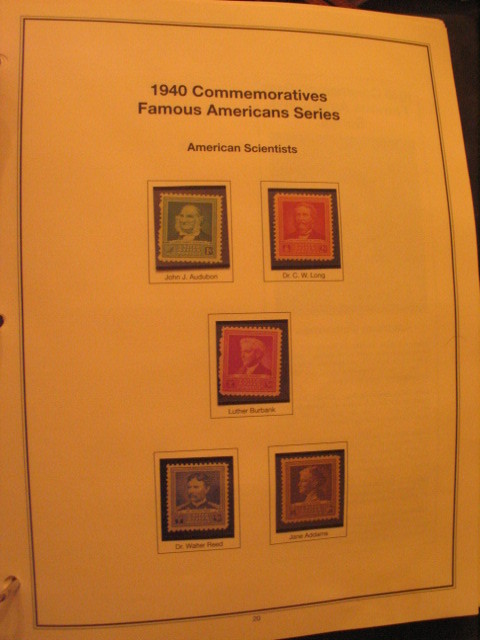 1940 Commemoratives
Famous Americans Series
American Scientists
John J. Audubon
Dr. C. W. Long
Luther Burbank
Dr. Walter Reed
Jane Addams